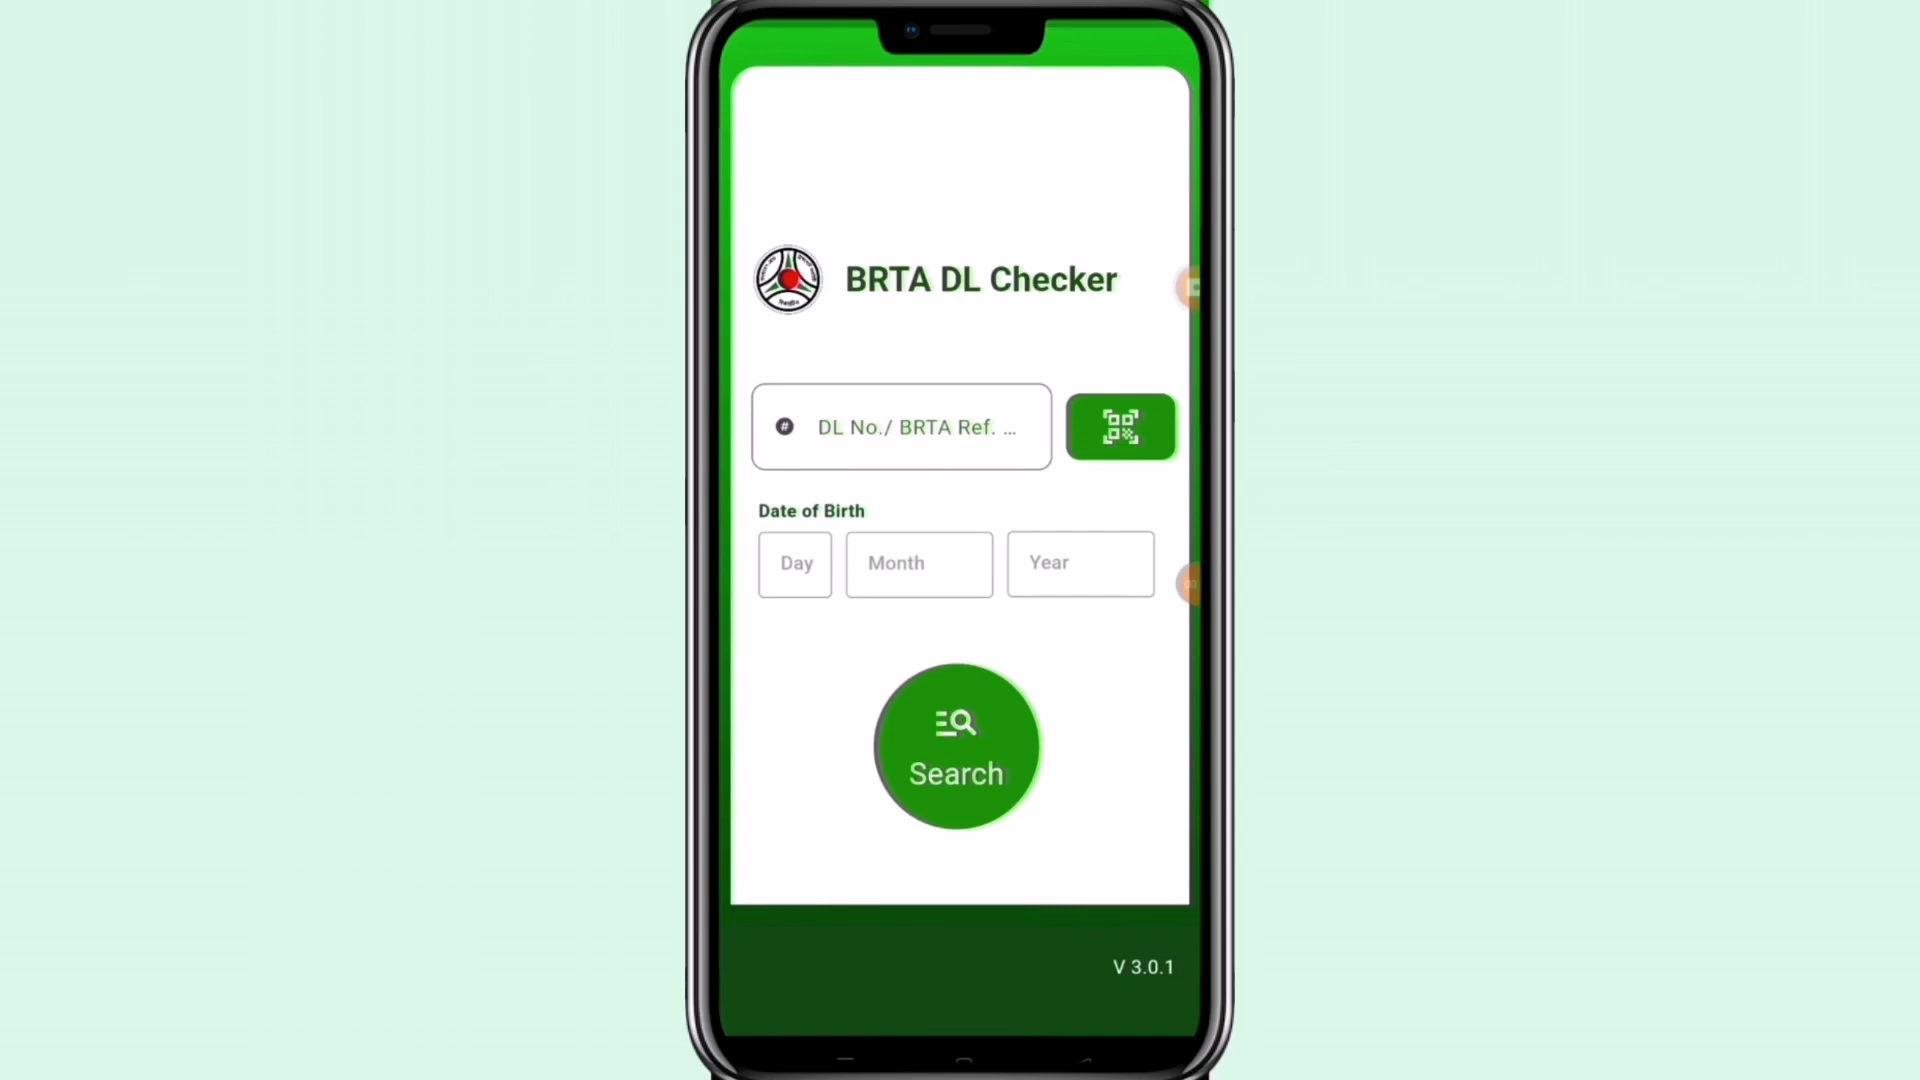 BRTA DL Checker
# DL No./ BRTA Ref. ...
Date of Birth
Day Month Year
Search
V 3.0.1